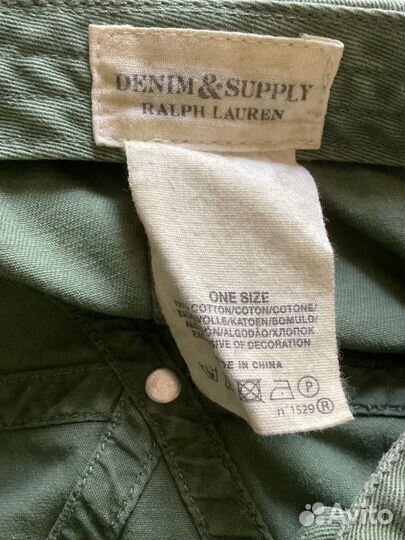 DENIM & SUPPLY
RALPH LAUREN
ONE SIZE
100% COTTON/COTON/COTONE/
BAUMWOLLE/KATOEN/BOMULD/
ALGODÃO/ХЛОПОК
EXCLUSIVE OF DECORATION
MADE IN CHINA
P
n°1529 R
Avito